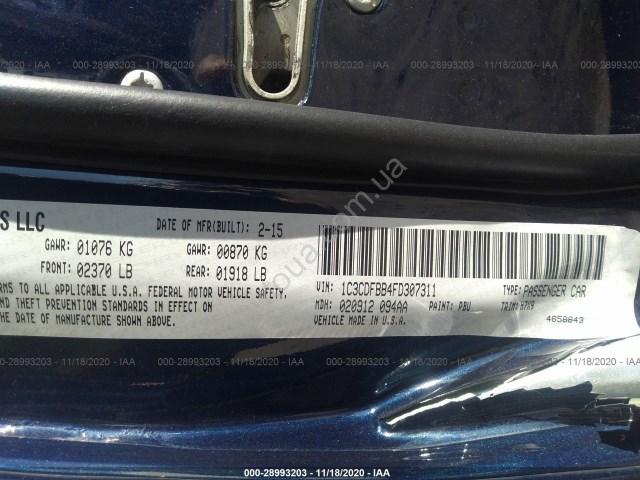 000-28993203 - 11/18/2020 - IAA
S LLC
DATE OF MFR(BUILT): 2-15
GAWR: 01076 KG
GAWR: 00870 KG
FRONT: 02370 LB
REAR: 01918 LB
RMS TO ALL APPLICABLE U.S.A. FEDERAL MOTOR VEHICLE SAFETY,
AND THEFT PREVENTION STANDARDS IN EFFECT
E DATE OF MANUFACTURE SHOWN ABOVE.
VIN: 1C3CDFBB4FD307311
TYPE: PASSENGER CAR
MDH: 020912 094AA
PAINT: PBU
TRIM: H7X9
VEHICLE MADE IN U.S.A.
4658843
000-28993203 - 11/18/2020 - IAA